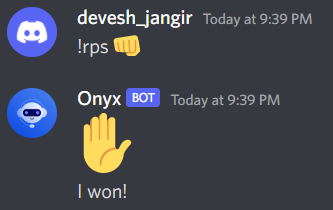 devesh_jangir Today at 9:39 PM
!rps 👊
Onyx BOT Today at 9:39 PM
✋
I won!